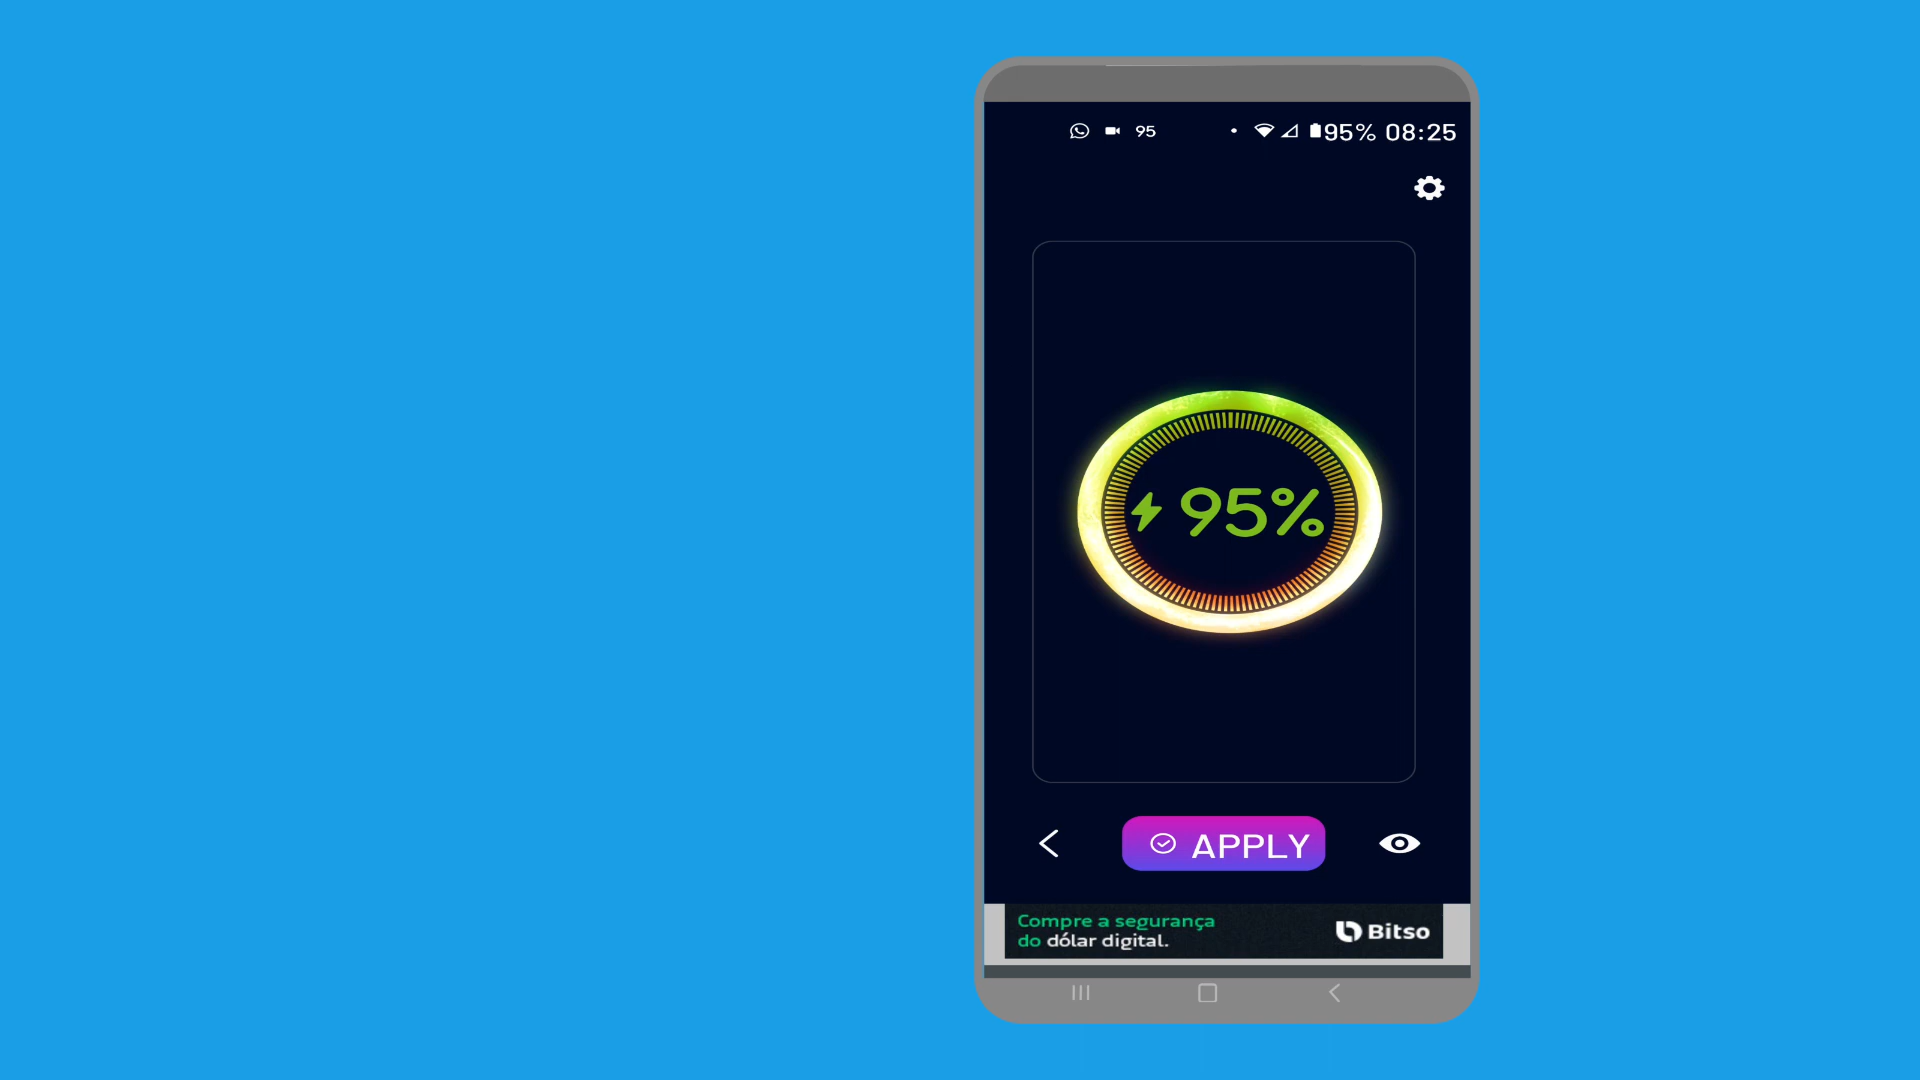 95
95% 08:25
95%
APPLY
Compre a segurança
do dólar digital.
Bitso